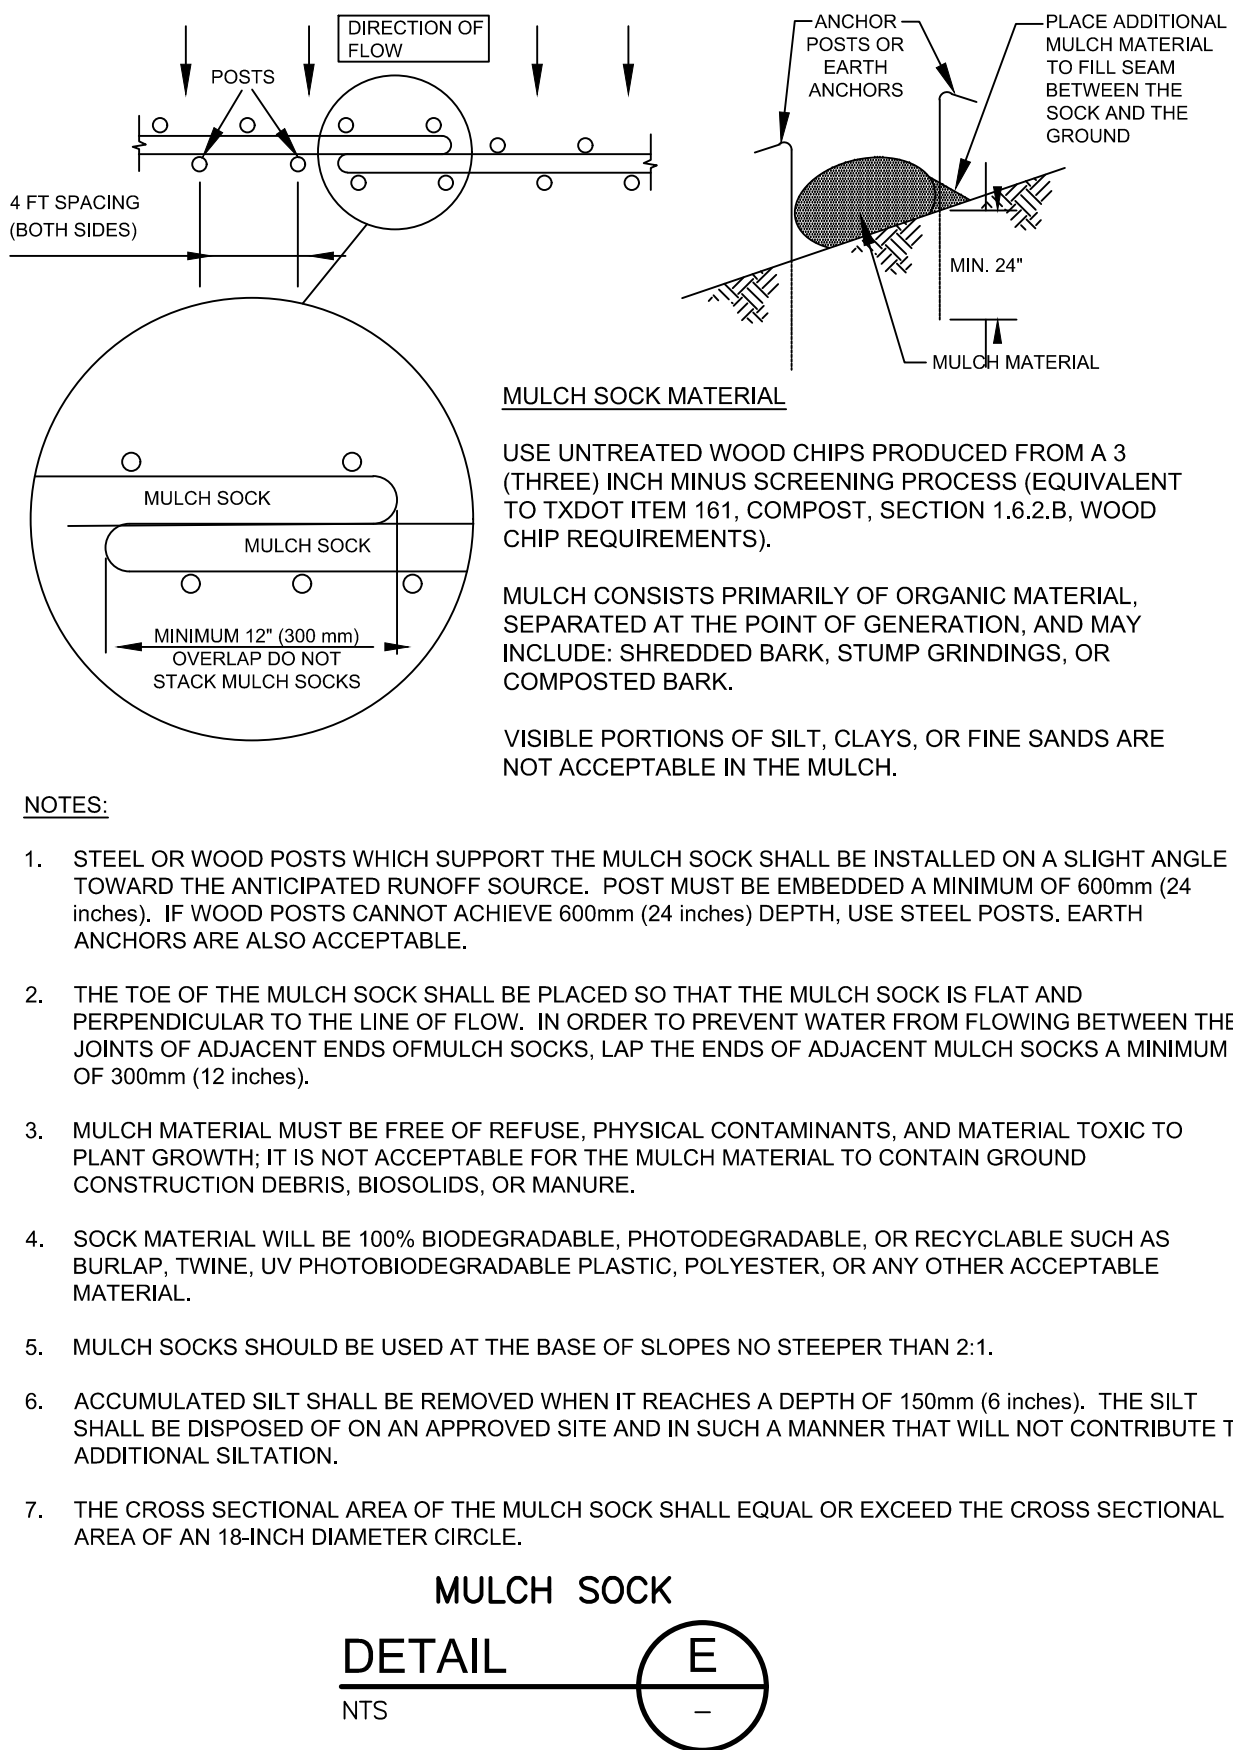 DIRECTION OF
FLOW
POSTS
4 FT SPACING
(BOTH SIDES)
ANCHOR
POSTS OR
EARTH
ANCHORS
PLACE ADDITIONAL
MULCH MATERIAL
TO FILL SEAM
BETWEEN THE
SOCK AND THE
GROUND
MIN. 24"
MULCH MATERIAL
MULCH SOCK
MULCH SOCK
MINIMUM 12" (300 mm)
OVERLAP DO NOT
STACK MULCH SOCKS
MULCH SOCK MATERIAL
USE UNTREATED WOOD CHIPS PRODUCED FROM A 3
(THREE) INCH MINUS SCREENING PROCESS (EQUIVALENT
TO TXDOT ITEM 161, COMPOST, SECTION 1.6.2.B, WOOD
CHIP REQUIREMENTS).
MULCH CONSISTS PRIMARILY OF ORGANIC MATERIAL,
SEPARATED AT THE POINT OF GENERATION, AND MAY
INCLUDE: SHREDDED BARK, STUMP GRINDINGS, OR
COMPOSTED BARK.
VISIBLE PORTIONS OF SILT, CLAYS, OR FINE SANDS ARE
NOT ACCEPTABLE IN THE MULCH.
NOTES:
1. STEEL OR WOOD POSTS WHICH SUPPORT THE MULCH SOCK SHALL BE INSTALLED ON A SLIGHT ANGLE
TOWARD THE ANTICIPATED RUNOFF SOURCE. POST MUST BE EMBEDDED A MINIMUM OF 600mm (24
inches). IF WOOD POSTS CANNOT ACHIEVE 600mm (24 inches) DEPTH, USE STEEL POSTS. EARTH
ANCHORS ARE ALSO ACCEPTABLE.
2. THE TOE OF THE MULCH SOCK SHALL BE PLACED SO THAT THE MULCH SOCK IS FLAT AND
PERPENDICULAR TO THE LINE OF FLOW. IN ORDER TO PREVENT WATER FROM FLOWING BETWEEN THE
JOINTS OF ADJACENT ENDS OFMULCH SOCKS, LAP THE ENDS OF ADJACENT MULCH SOCKS A MINIMUM
OF 300mm (12 inches).
3. MULCH MATERIAL MUST BE FREE OF REFUSE, PHYSICAL CONTAMINANTS, AND MATERIAL TOXIC TO
PLANT GROWTH; IT IS NOT ACCEPTABLE FOR THE MULCH MATERIAL TO CONTAIN GROUND
CONSTRUCTION DEBRIS, BIOSOLIDS, OR MANURE.
4. SOCK MATERIAL WILL BE 100% BIODEGRADABLE, PHOTODEGRADABLE, OR RECYCLABLE SUCH AS
BURLAP, TWINE, UV PHOTOBIODEGRADABLE PLASTIC, POLYESTER, OR ANY OTHER ACCEPTABLE
MATERIAL.
5. MULCH SOCKS SHOULD BE USED AT THE BASE OF SLOPES NO STEEPER THAN 2:1.
6. ACCUMULATED SILT SHALL BE REMOVED WHEN IT REACHES A DEPTH OF 150mm (6 inches). THE SILT
SHALL BE DISPOSED OF ON AN APPROVED SITE AND IN SUCH A MANNER THAT WILL NOT CONTRIBUTE T
ADDITIONAL SILTATION.
7. THE CROSS SECTIONAL AREA OF THE MULCH SOCK SHALL EQUAL OR EXCEED THE CROSS SECTIONAL
AREA OF AN 18-INCH DIAMETER CIRCLE.
MULCH SOCK
DETAIL
E
NTS
–